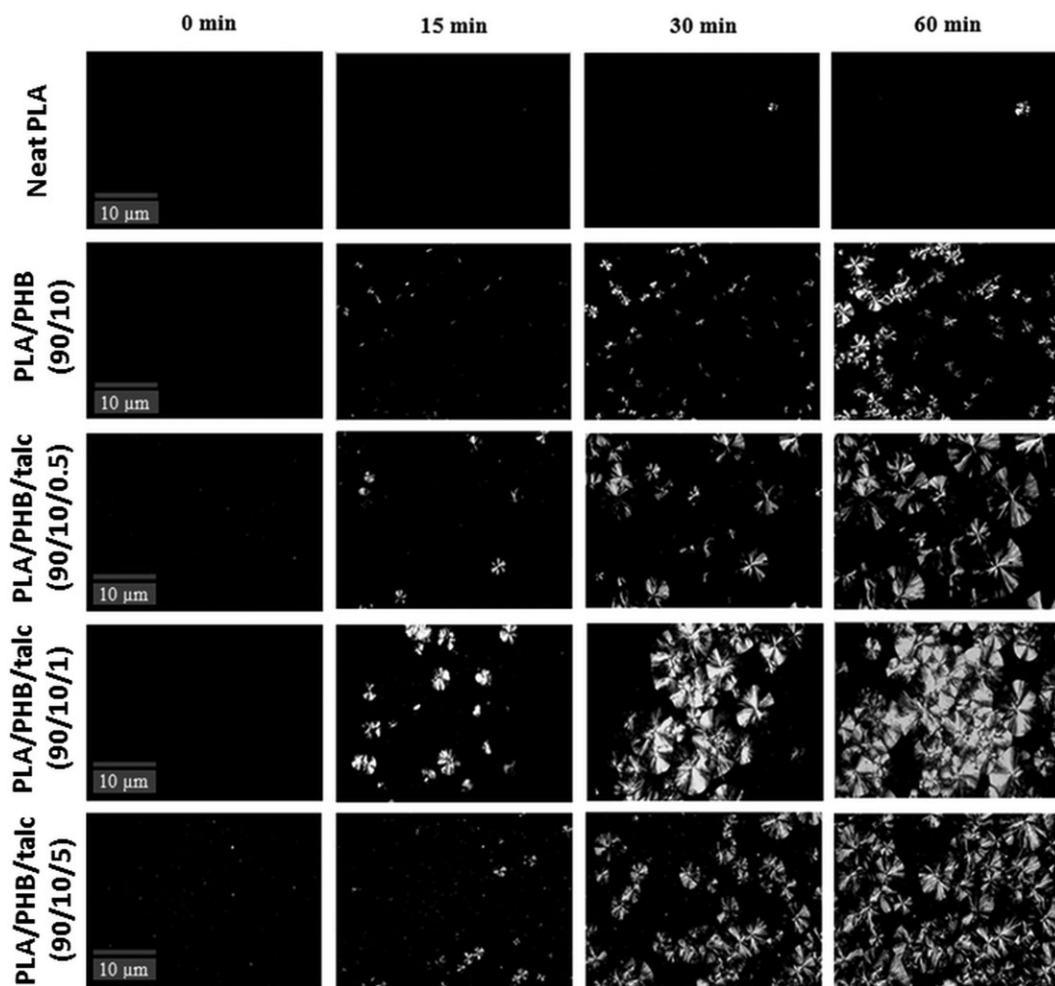 0 min
15 min
30 min
60 min
Neat PLA
10 µm
PLA/PHB
(90/10)
10 µm
PLA/PHB/talc
(90/10/0.5)
10 µm
PLA/PHB/talc
(90/10/1)
10 µm
PLA/PHB/talc
(90/10/5)
10 µm